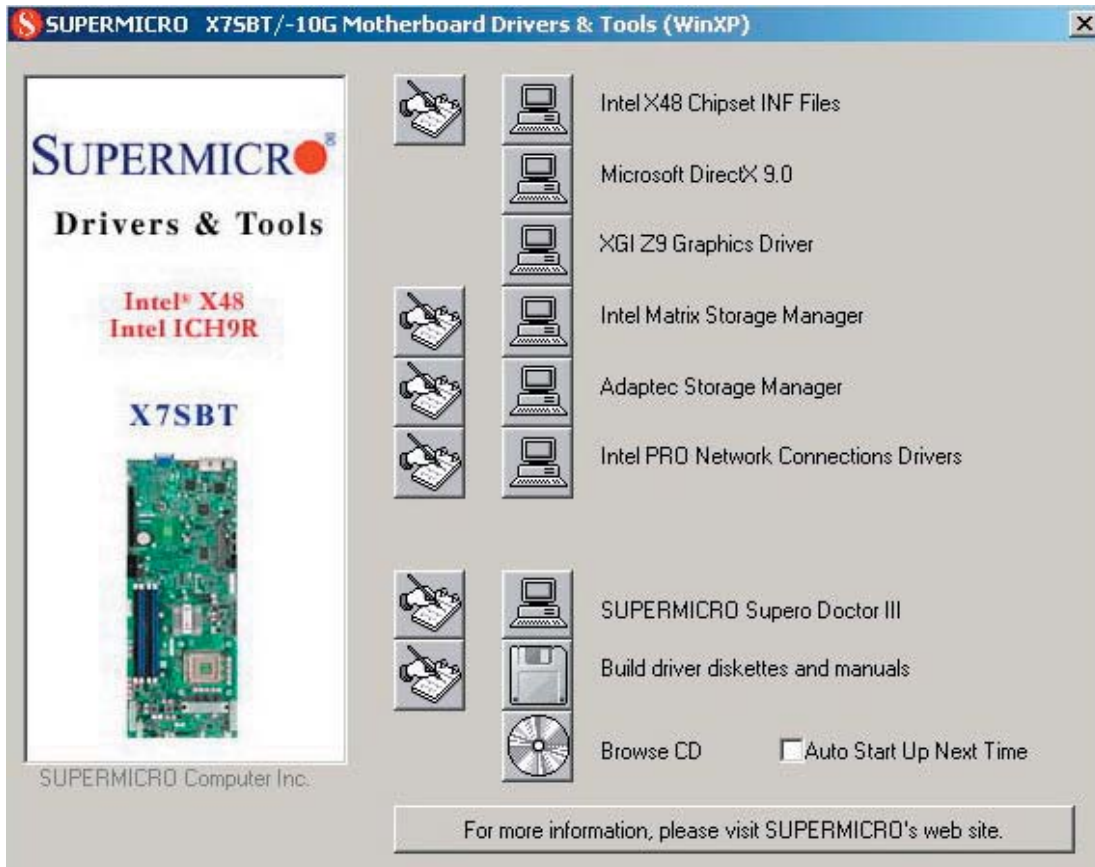 SUPERMICRO X7SBT/-10G Motherboard Drivers & Tools (WinXP)
SUPERMICRO®
Drivers & Tools
Intel® X48
Intel ICH9R
X7SBT
SUPERMICRO Computer Inc.
Intel X48 Chipset INF Files
Microsoft DirectX 9.0
XGI Z9 Graphics Driver
Intel Matrix Storage Manager
Adaptec Storage Manager
Intel PRO Network Connections Drivers
SUPERMICRO Supero Doctor III
Build driver diskettes and manuals
Browse CD
Auto Start Up Next Time
For more information, please visit SUPERMICRO's web site.